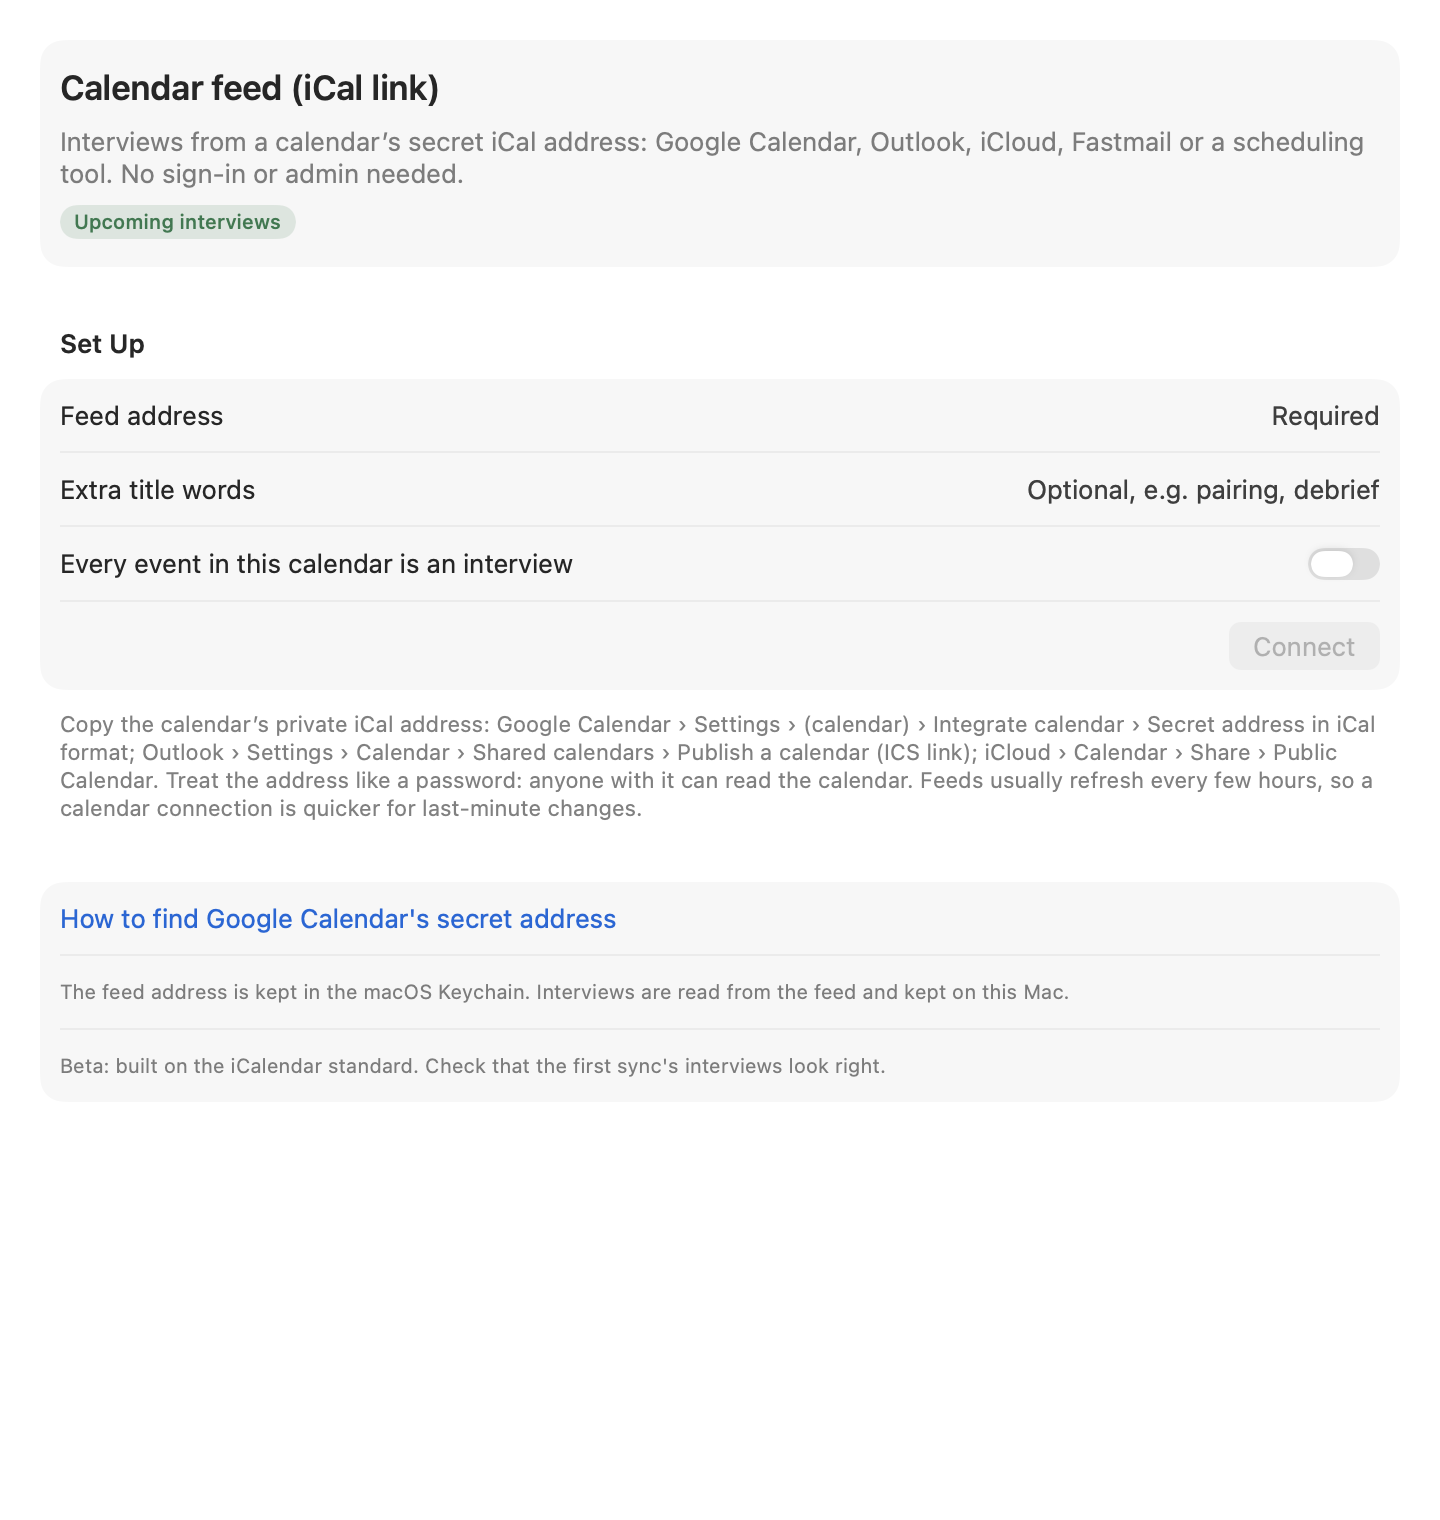 Calendar feed (iCal link)
Interviews from a calendar’s secret iCal address: Google Calendar, Outlook, iCloud, Fastmail or a scheduling
tool. No sign-in or admin needed.
Upcoming interviews
Set Up
Feed address
Required
Extra title words
Optional, e.g. pairing, debrief
Every event in this calendar is an interview
Connect
Copy the calendar’s private iCal address: Google Calendar › Settings › (calendar) › Integrate calendar › Secret address in iCal
format; Outlook › Settings › Calendar › Shared calendars › Publish a calendar (ICS link); iCloud › Calendar › Share › Public
Calendar. Treat the address like a password: anyone with it can read the calendar. Feeds usually refresh every few hours, so a
calendar connection is quicker for last-minute changes.
How to find Google Calendar's secret address
The feed address is kept in the macOS Keychain. Interviews are read from the feed and kept on this Mac.
Beta: built on the iCalendar standard. Check that the first sync's interviews look right.